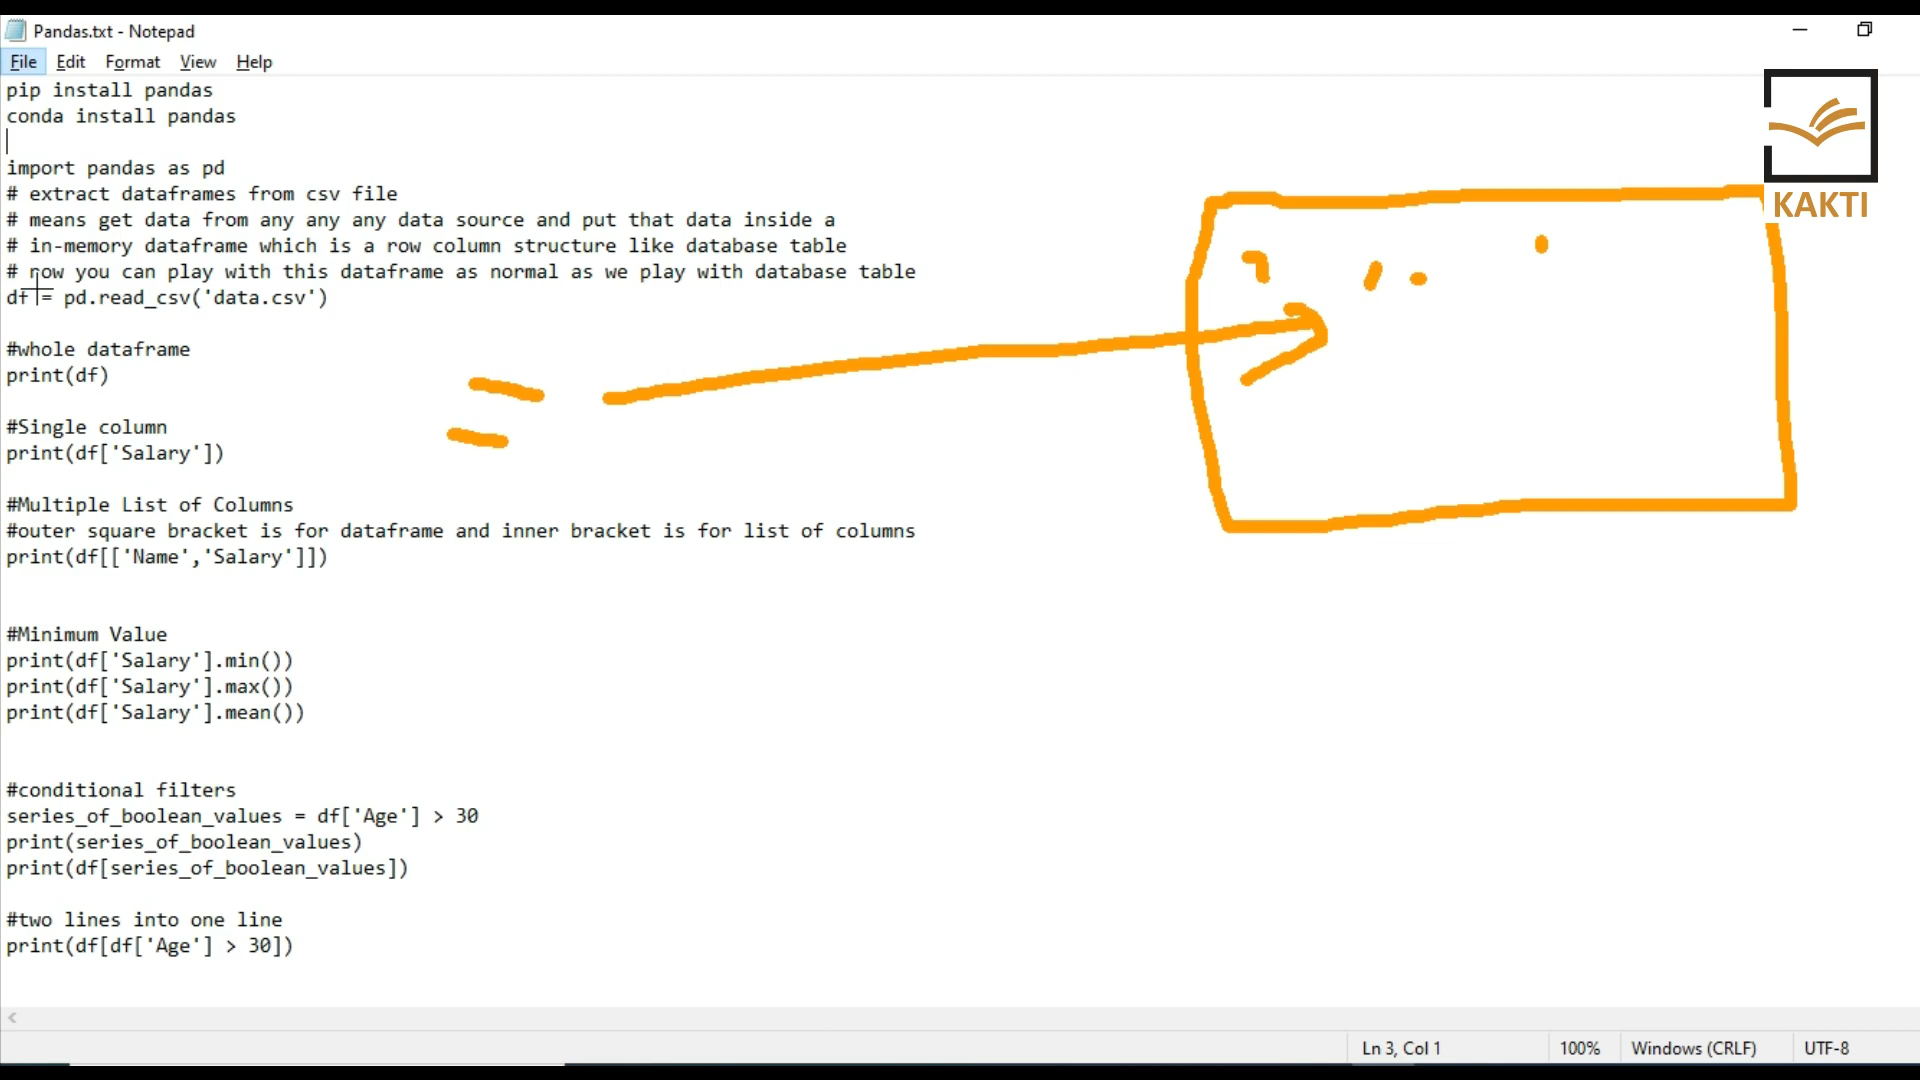 Pandas.txt - Notepad
File Edit Format View Help
pip install pandas
conda install pandas
import pandas as pd
# extract dataframes from csv file
# means get data from any any any data source and put that data inside a
# in-memory dataframe which is a row column structure like database table
# now you can play with this dataframe as normal as we play with database table
df = pd.read_csv('data.csv')
#whole dataframe
print(df)
#Single column
print(df['Salary'])
#Multiple List of Columns
#outer square bracket is for dataframe and inner bracket is for list of columns
print(df[['Name','Salary']])
#Minimum Value
print(df['Salary'].min())
print(df['Salary'].max())
print(df['Salary'].mean())
#conditional filters
series_of_boolean_values = df['Age'] > 30
print(series_of_boolean_values)
print(df[series_of_boolean_values])
#two lines into one line
print(df[df['Age'] > 30])
KAKTI
Ln 3, Col 1 100% Windows (CRLF) UTF-8